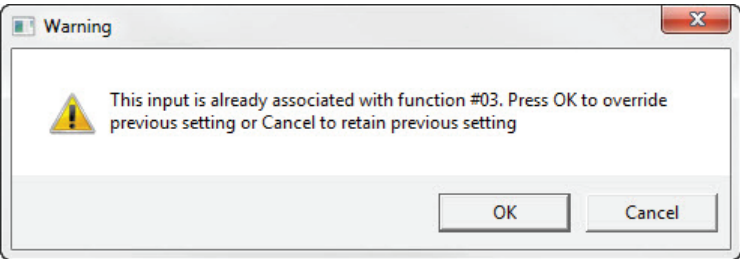 Warning
This input is already associated with function #03. Press OK to override
previous setting or Cancel to retain previous setting
OK
Cancel